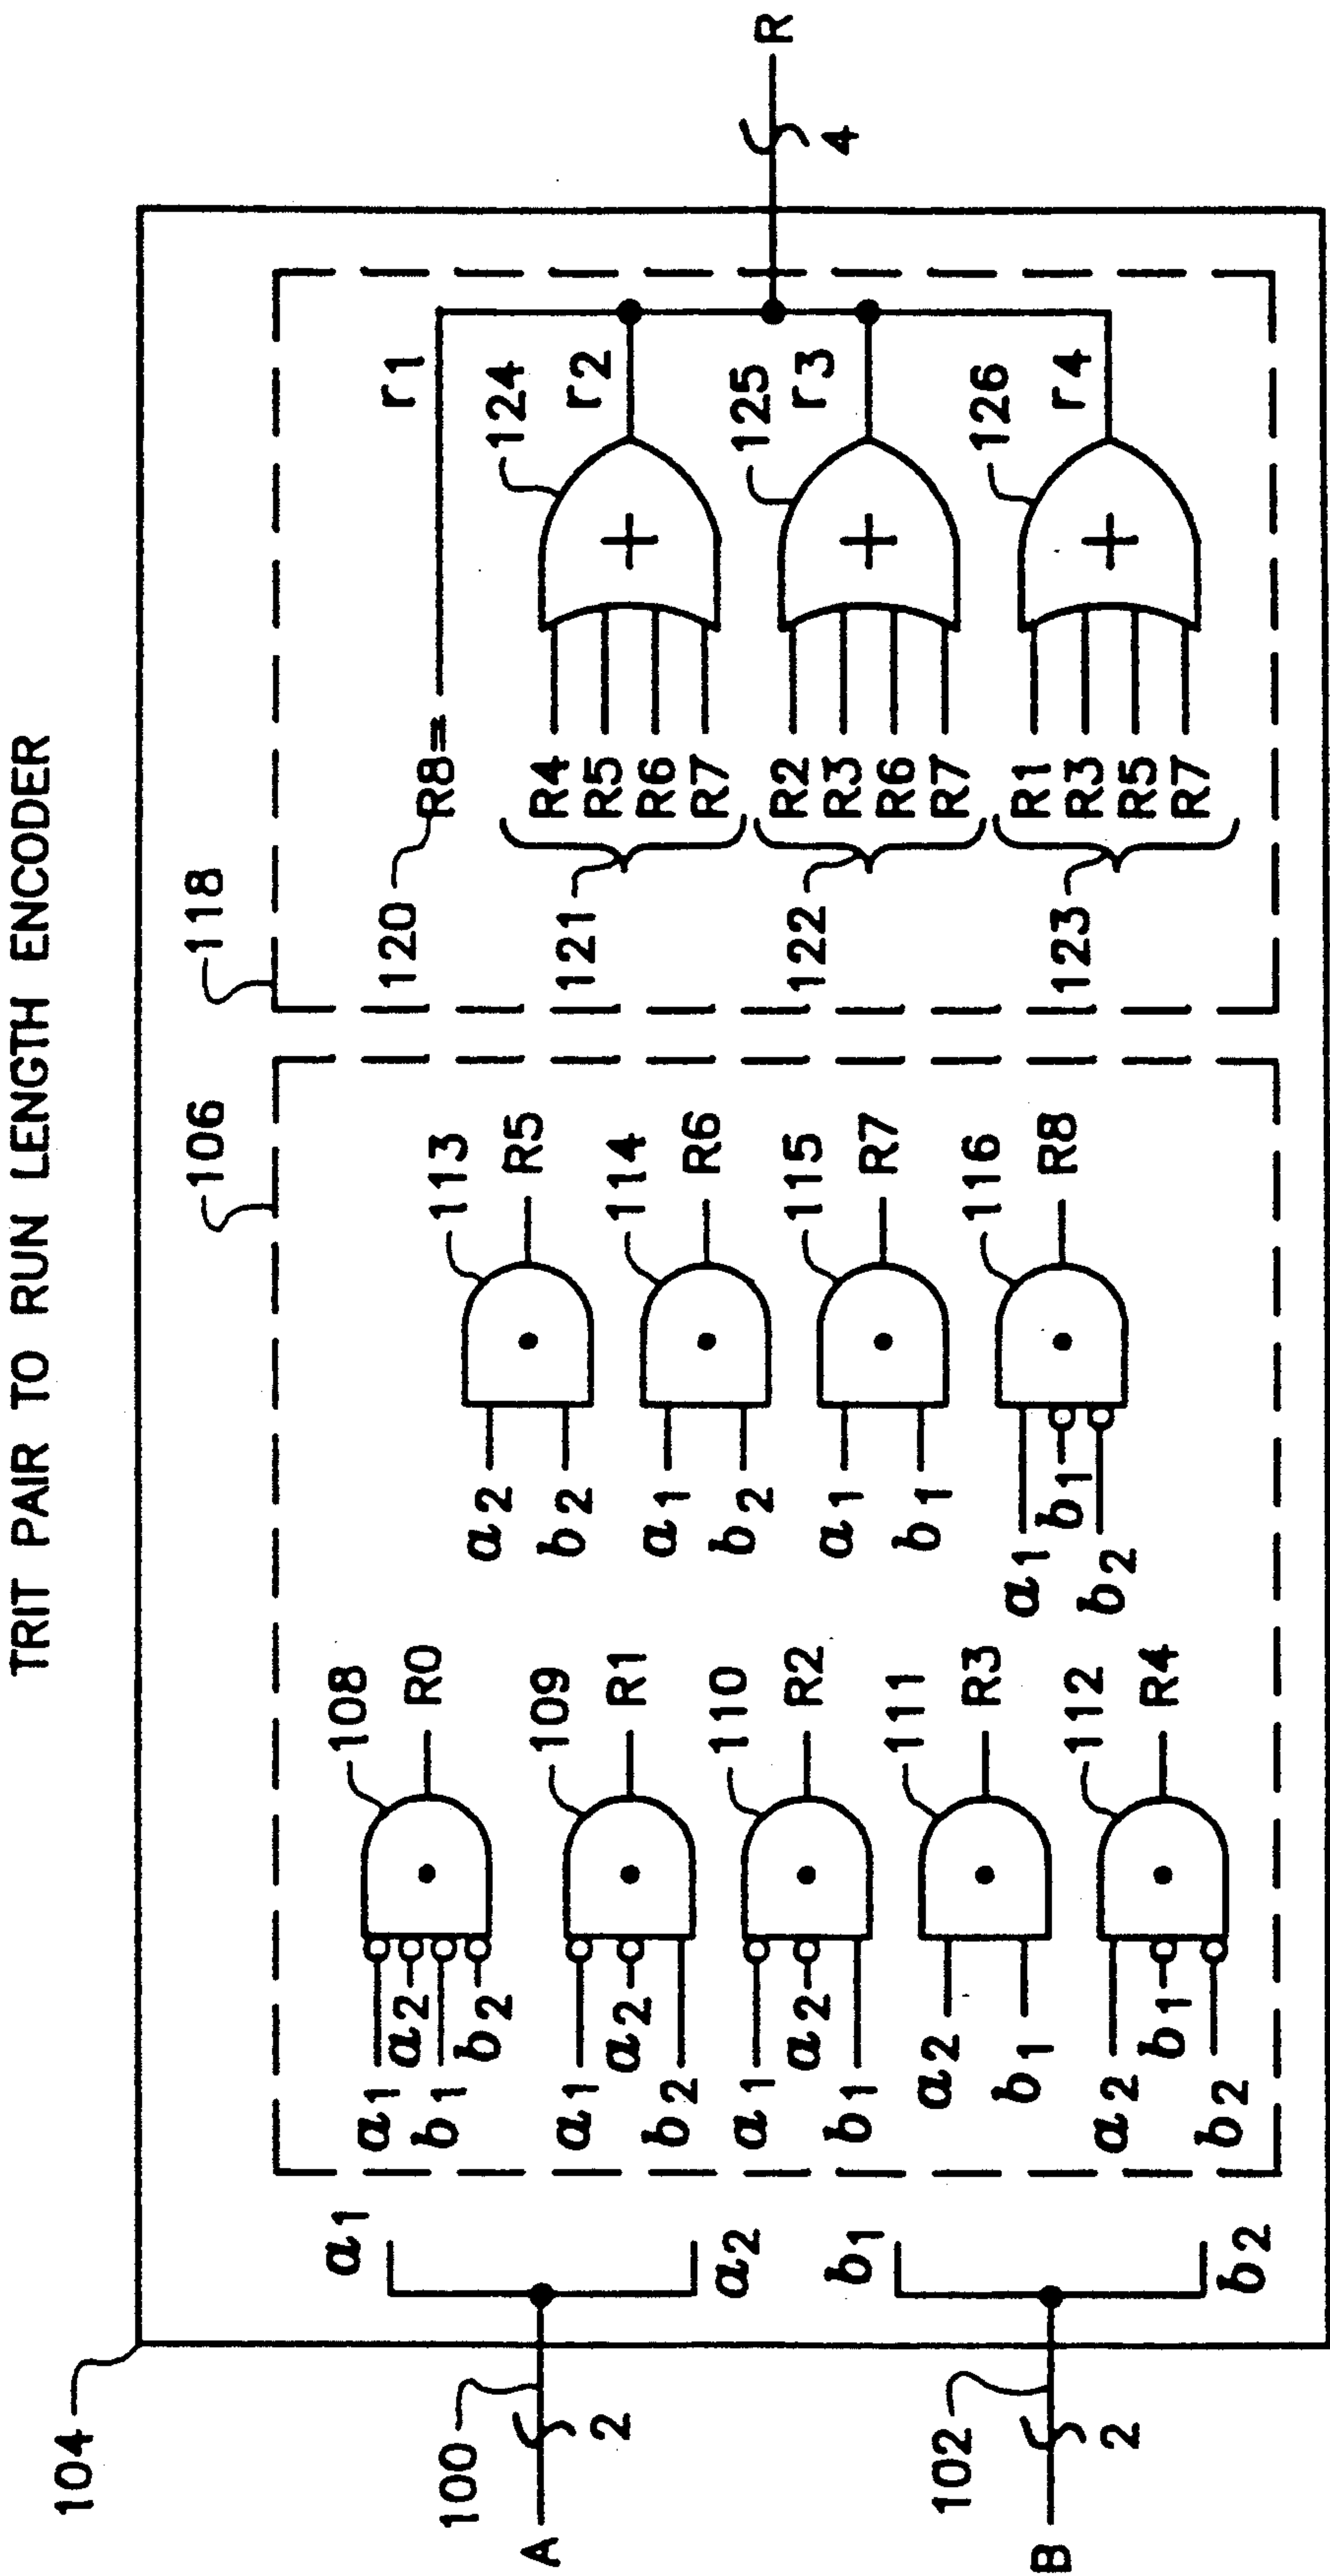 TRIT PAIR TO RUN LENGTH ENCODER
104
106
118
A
100
2
B
102
2
a1
a2
b1
b2
a1
a2
b1
b2
108
R0
a1
a2
b2
109
R1
a1
a2
b1
110
R2
a2
b1
111
R3
a2
b1
b2
112
R4
a2
b2
113
R5
a1
b2
114
R6
a1
b1
115
R7
a1
b1
b2
116
R8
120
R8=
r1
121
R4
R5
R6
R7
124
r2
122
R2
R3
R6
R7
125
r3
123
R1
R3
R5
R7
126
r4
4
R